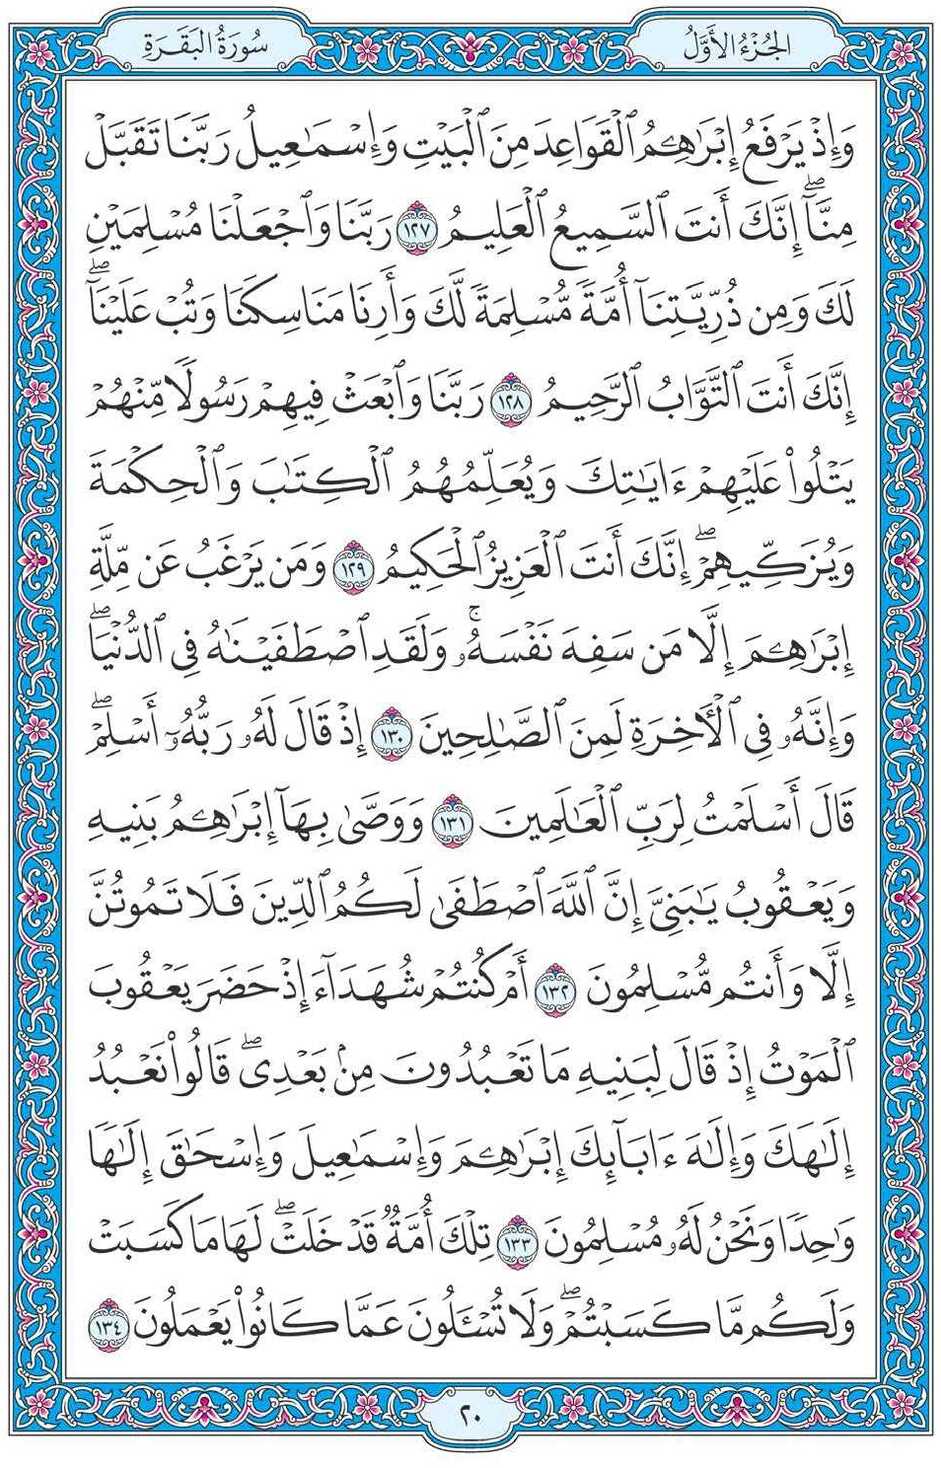 الجُزْءُ الأَوَّلُ
سُورَةُ البَقَرَةِ
وَإِذْ يَرْفَعُ إِبْرَٰهِـۧمُ ٱلْقَوَاعِدَ مِنَ ٱلْبَيْتِ وَإِسْمَـٰعِيلُ رَبَّنَا تَقَبَّلْ
مِنَّآۖ إِنَّكَ أَنتَ ٱلسَّمِيعُ ٱلْعَلِيمُ ١٢٧ رَبَّنَا وَٱجْعَلْنَا مُسْلِمَيْنِ
لَكَ وَمِن ذُرِّيَّتِنَآ أُمَّةً مُّسْلِمَةً لَّكَ وَأَرِنَا مَنَاسِكَنَا وَتُبْ عَلَيْنَآۖ
إِنَّكَ أَنتَ ٱلتَّوَّابُ ٱلرَّحِيمُ ١٢٨ رَبَّنَا وَٱبْعَثْ فِيهِمْ رَسُولًا مِّنْهُمْ
يَتْلُوا۟ عَلَيْهِمْ ءَايَـٰتِكَ وَيُعَلِّمُهُمُ ٱلْكِتَـٰبَ وَٱلْحِكْمَةَ
وَيُزَكِّيهِمْۖ إِنَّكَ أَنتَ ٱلْعَزِيزُ ٱلْحَكِيمُ ١٢٩ وَمَن يَرْغَبُ عَن مِّلَّةِ
إِبْرَٰهِـۧمَ إِلَّا مَن سَفِهَ نَفْسَهُۥۚ وَلَقَدِ ٱصْطَفَيْنَـٰهُ فِى ٱلدُّنْيَاۖ
وَإِنَّهُۥ فِى ٱلْـَٔاخِرَةِ لَمِنَ ٱلصَّـٰلِحِينَ ١٣٠ إِذْ قَالَ لَهُۥ رَبُّهُۥٓ أَسْلِمْۖ
قَالَ أَسْلَمْتُ لِرَبِّ ٱلْعَـٰلَمِينَ ١٣١ وَوَصَّىٰ بِهَآ إِبْرَٰهِـۧمُ بَنِيهِ
وَيَعْقُوبُ يَـٰبَنِىَّ إِنَّ ٱللَّهَ ٱصْطَفَىٰ لَكُمُ ٱلدِّينَ فَلَا تَمُوتُنَّ
إِلَّا وَأَنتُم مُّسْلِمُونَ ١٣٢ أَمْ كُنتُمْ شُهَدَآءَ إِذْ حَضَرَ يَعْقُوبَ
ٱلْمَوْتُ إِذْ قَالَ لِبَنِيهِ مَا تَعْبُدُونَ مِنۢ بَعْدِىۖ قَالُوا۟ نَعْبُدُ
إِلَـٰهَكَ وَإِلَـٰهَ ءَابَآئِكَ إِبْرَٰهِـۧمَ وَإِسْمَـٰعِيلَ وَإِسْحَـٰقَ إِلَـٰهًا
وَٰحِدًا وَنَحْنُ لَهُۥ مُسْلِمُونَ ١٣٣ تِلْكَ أُمَّةٌ قَدْ خَلَتْۖ لَهَا مَا كَسَبَتْ
وَلَكُم مَّا كَسَبْتُمْۖ وَلَا تُسْـَٔلُونَ عَمَّا كَانُوا۟ يَعْمَلُونَ ١٣٤
٢٠